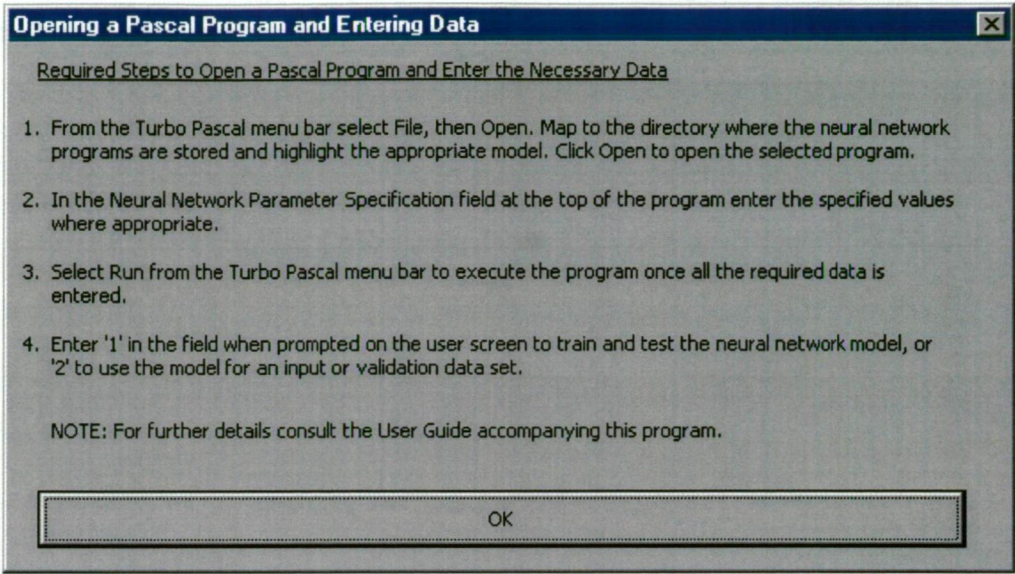 Opening a Pascal Program and Entering Data
Required Steps to Open a Pascal Program and Enter the Necessary Data
1. From the Turbo Pascal menu bar select File, then Open. Map to the directory where the neural network
programs are stored and highlight the appropriate model. Click Open to open the selected program.
2. In the Neural Network Parameter Specification field at the top of the program enter the specified values
where appropriate.
3. Select Run from the Turbo Pascal menu bar to execute the program once all the required data is
entered.
4. Enter '1' in the field when prompted on the user screen to train and test the neural network model, or
'2' to use the model for an input or validation data set.
NOTE: For further details consult the User Guide accompanying this program.
OK